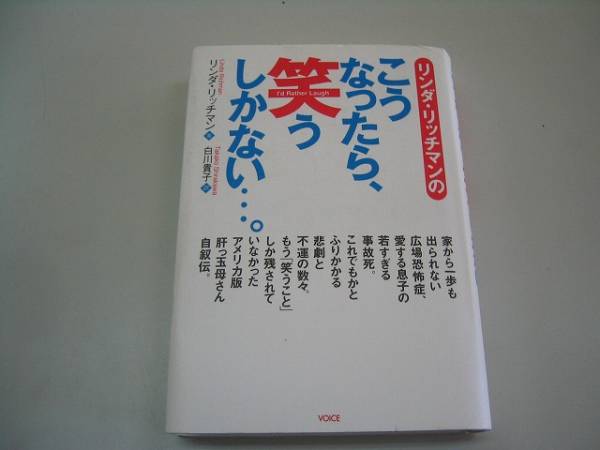 リンダ・リッチマンの
こう
なったら、
笑う
I'd Rather Laugh
しかない…。
Linda Richman
リンダ・リッチマン 著
Takako Shirakawa
白川貴子 訳
家から一歩も
出られない
広場恐怖症、
愛する息子の
若すぎる
事故死。
これでもかと
ふりかかる
悲劇と
不運の数々。
もう「笑うこと」
しか残されて
いなかった
アメリカ版
肝っ玉母さん
自叙伝。
VOICE